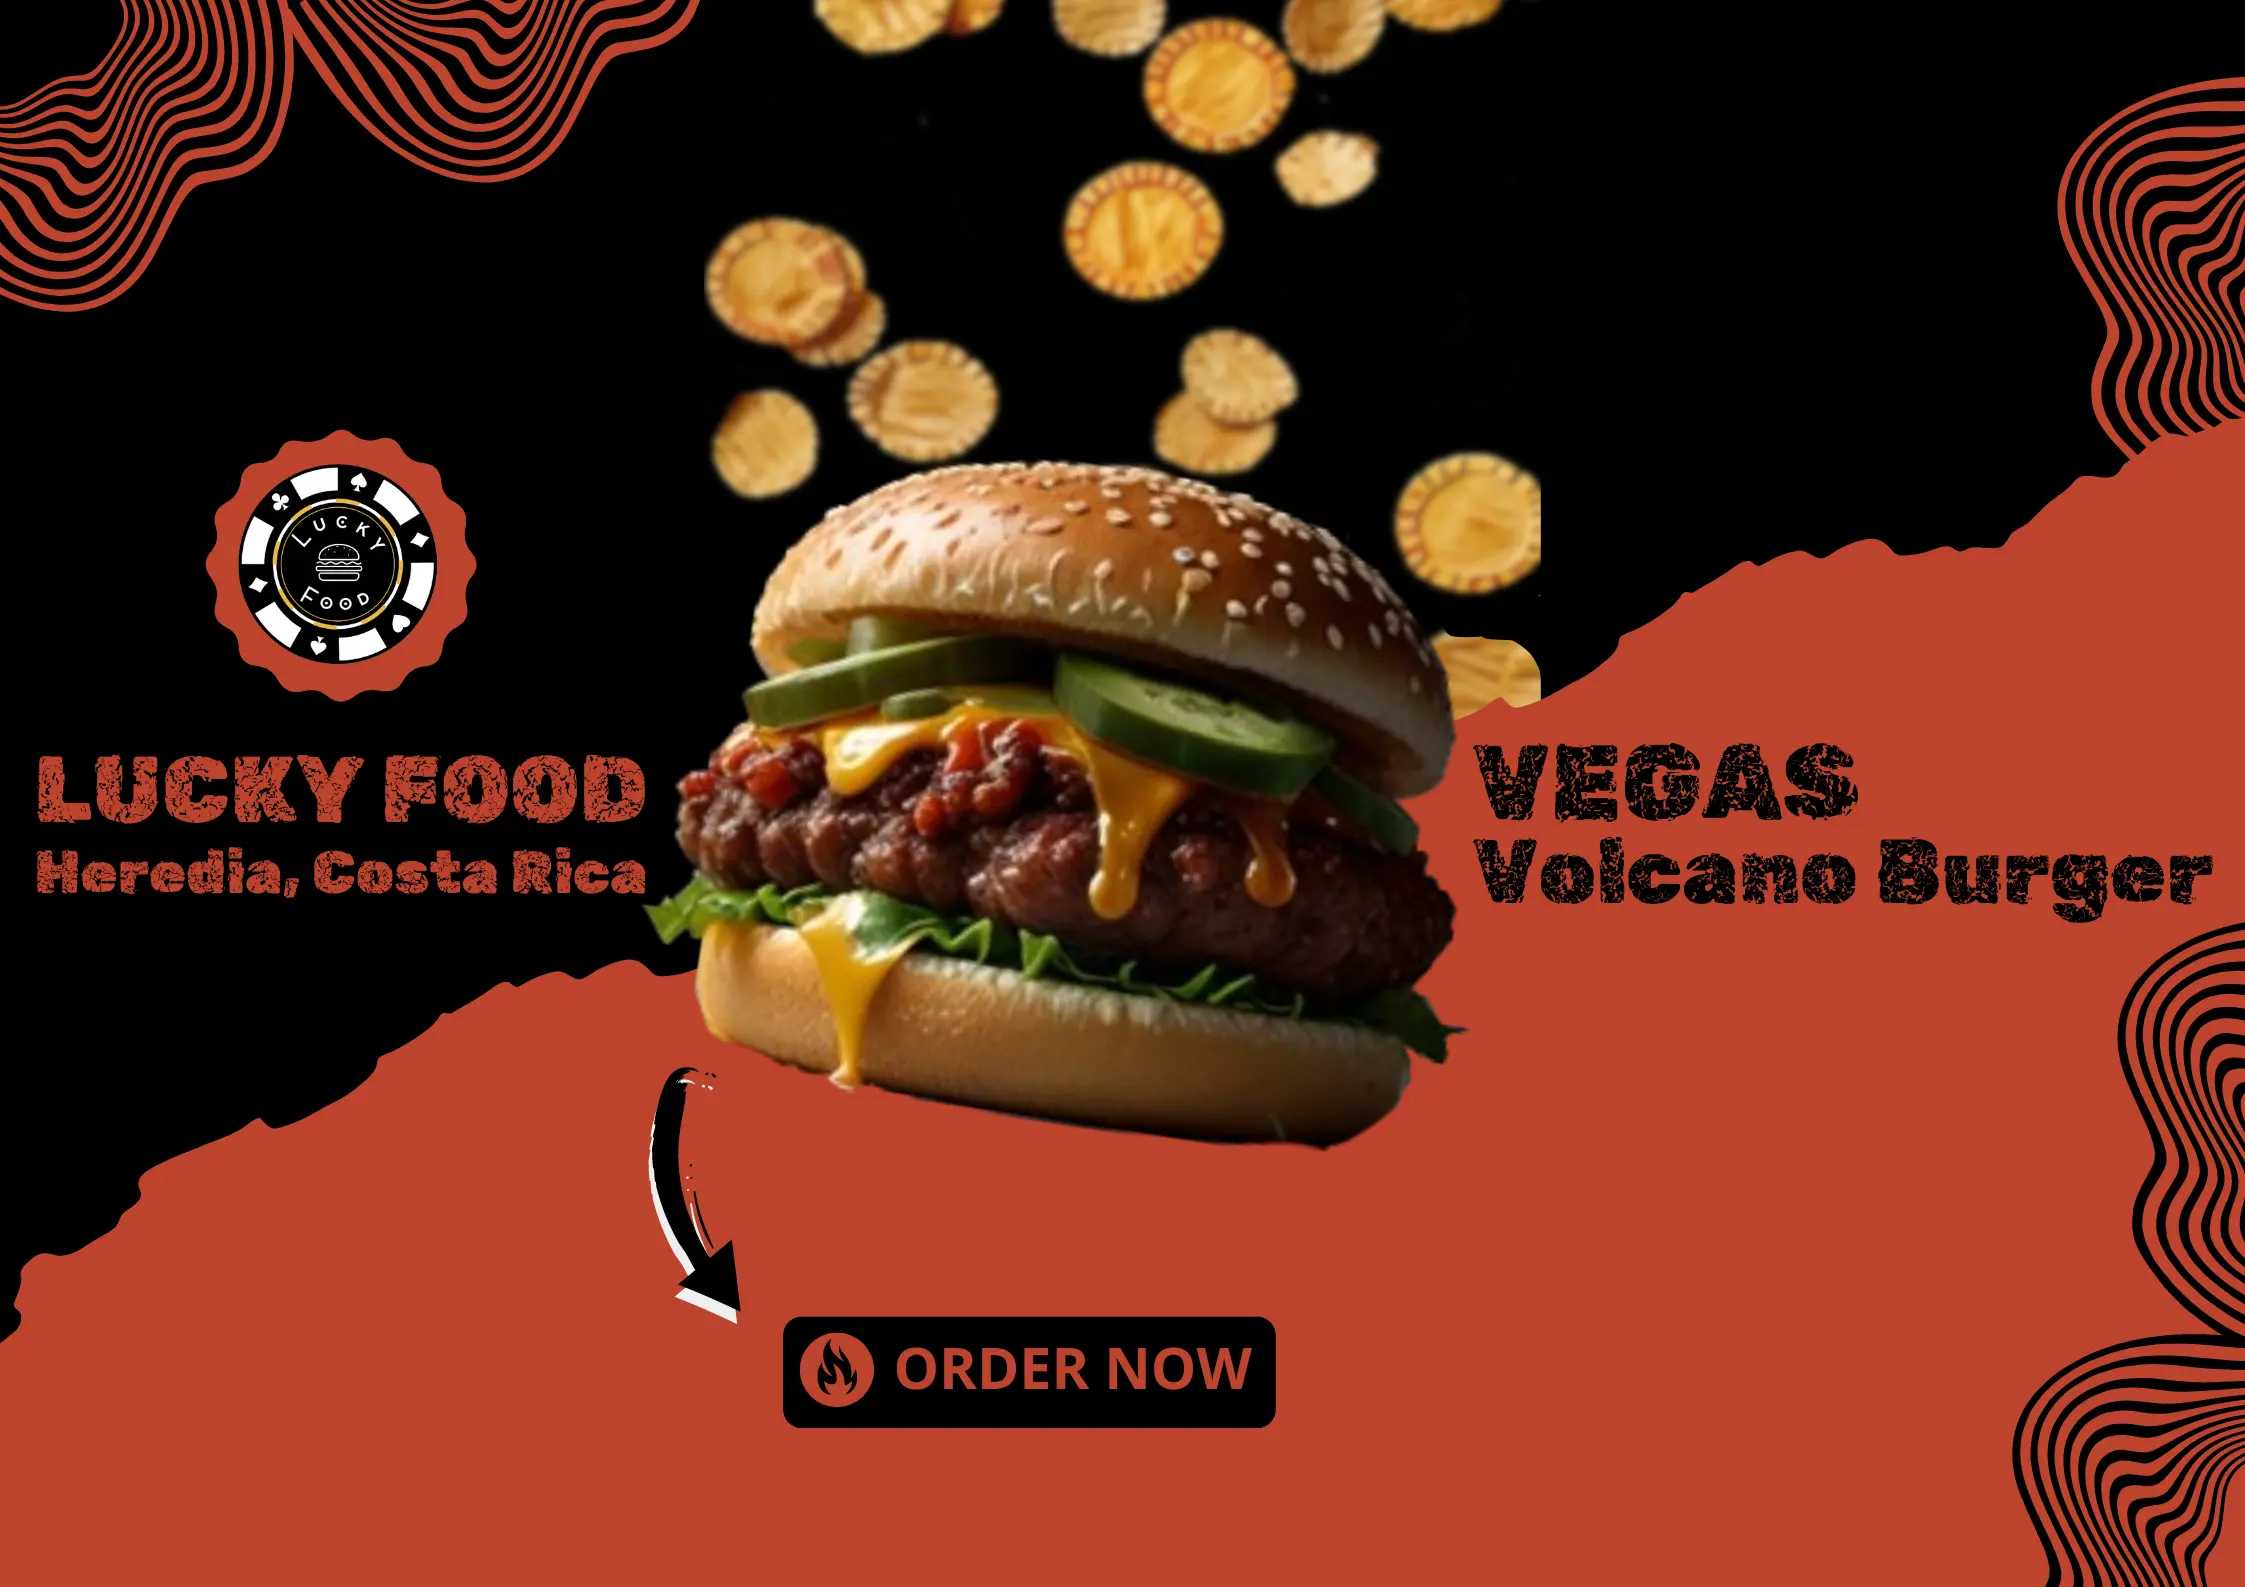 LUCKY
FOOD
LUCKY FOOD
Heredia, Costa Rica
VEGAS
Volcano Burger
ORDER NOW